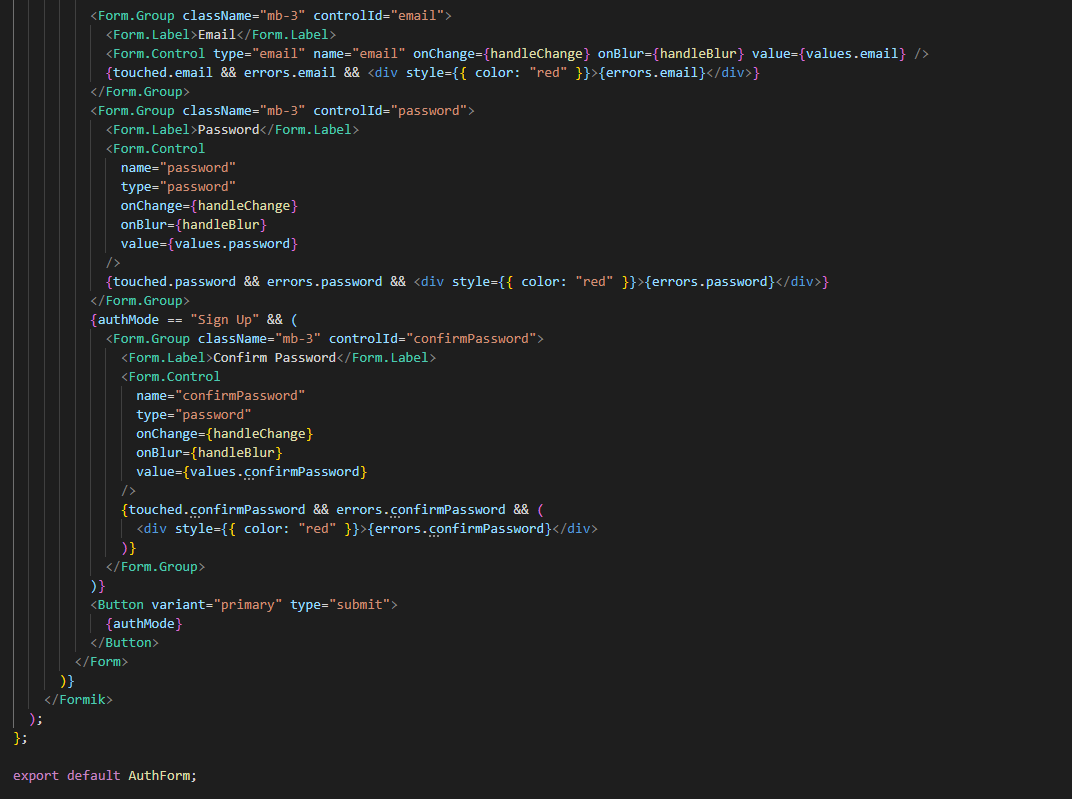 <Form.Group className="mb-3" controlId="email">
<Form.Label>Email</Form.Label>
<Form.Control type="email" name="email" onChange={handleChange} onBlur={handleBlur} value={values.email} />
{touched.email && errors.email && <div style={{ color: "red" }}>{errors.email}</div>}
</Form.Group>
<Form.Group className="mb-3" controlId="password">
<Form.Label>Password</Form.Label>
<Form.Control
name="password"
type="password"
onChange={handleChange}
onBlur={handleBlur}
value={values.password}
/>
{touched.password && errors.password && <div style={{ color: "red" }}>{errors.password}</div>}
</Form.Group>
{authMode == "Sign Up" && (
<Form.Group className="mb-3" controlId="confirmPassword">
<Form.Label>Confirm Password</Form.Label>
<Form.Control
name="confirmPassword"
type="password"
onChange={handleChange}
onBlur={handleBlur}
value={values.confirmPassword}
/>
{touched.confirmPassword && errors.confirmPassword && (
<div style={{ color: "red" }}>{errors.confirmPassword}</div>
)}
</Form.Group>
)}
<Button variant="primary" type="submit">
{authMode}
</Button>
</Form>
)}
</Formik>
);
};
export default AuthForm;